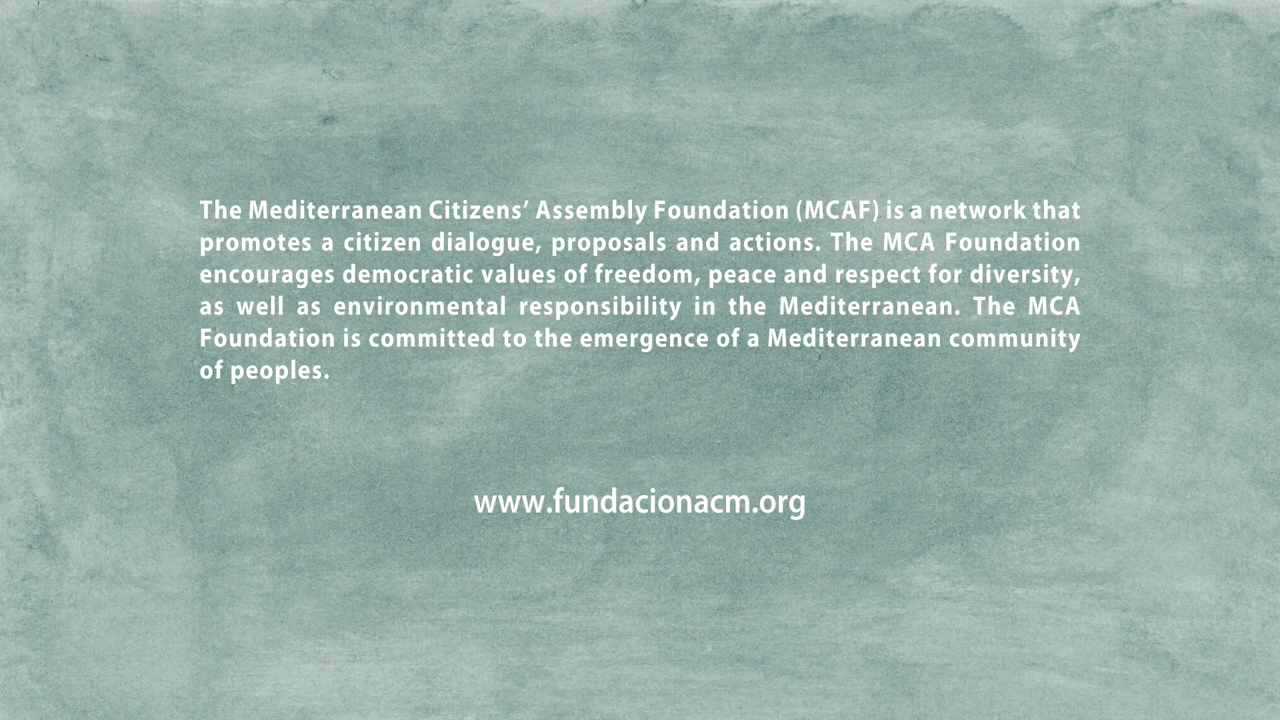 The Mediterranean Citizens’ Assembly Foundation (MCAF) is a network that
promotes a citizen dialogue, proposals and actions. The MCA Foundation
encourages democratic values of freedom, peace and respect for diversity,
as well as environmental responsibility in the Mediterranean. The MCA
Foundation is committed to the emergence of a Mediterranean community
of peoples.
www.fundacionacm.org